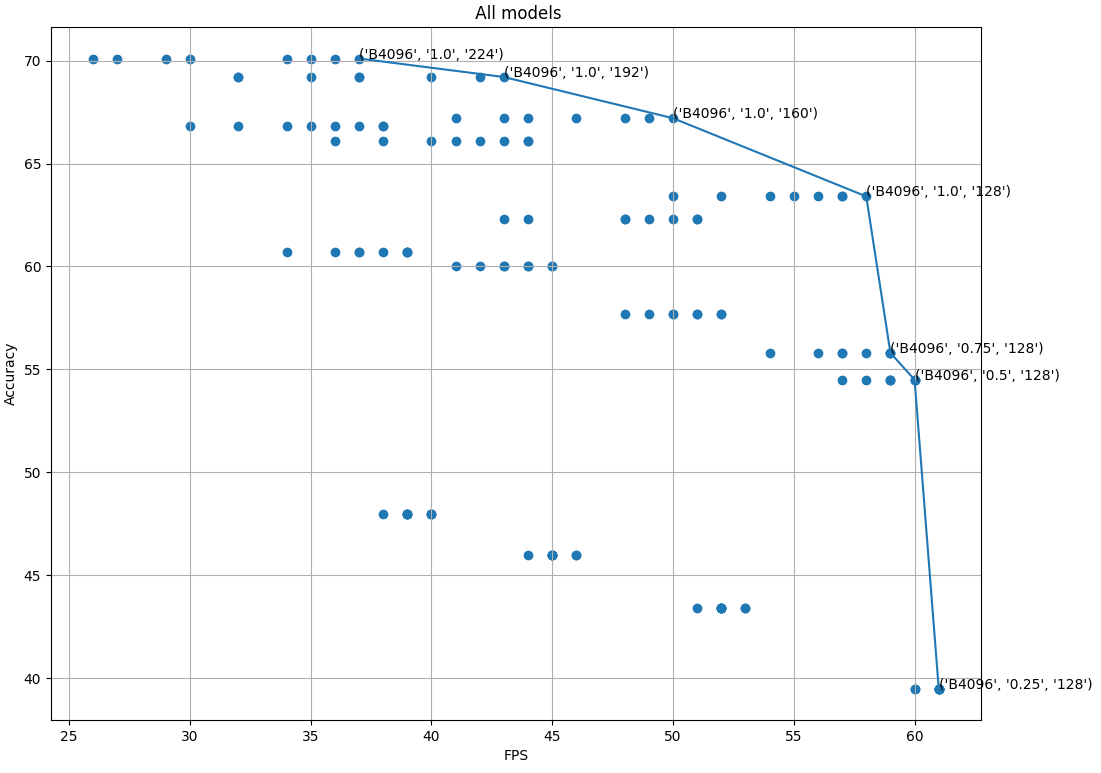 All models
70
65
60
55
50
45
40
Accuracy
('B4096', '1.0', '224')
('B4096', '1.0', '192')
('B4096', '1.0', '160')
('B4096', '1.0', '128')
('B4096', '0.75', '128')
('B4096', '0.5', '128')
('B4096', '0.25', '128')
25 30 35 40 45 50 55 60
FPS